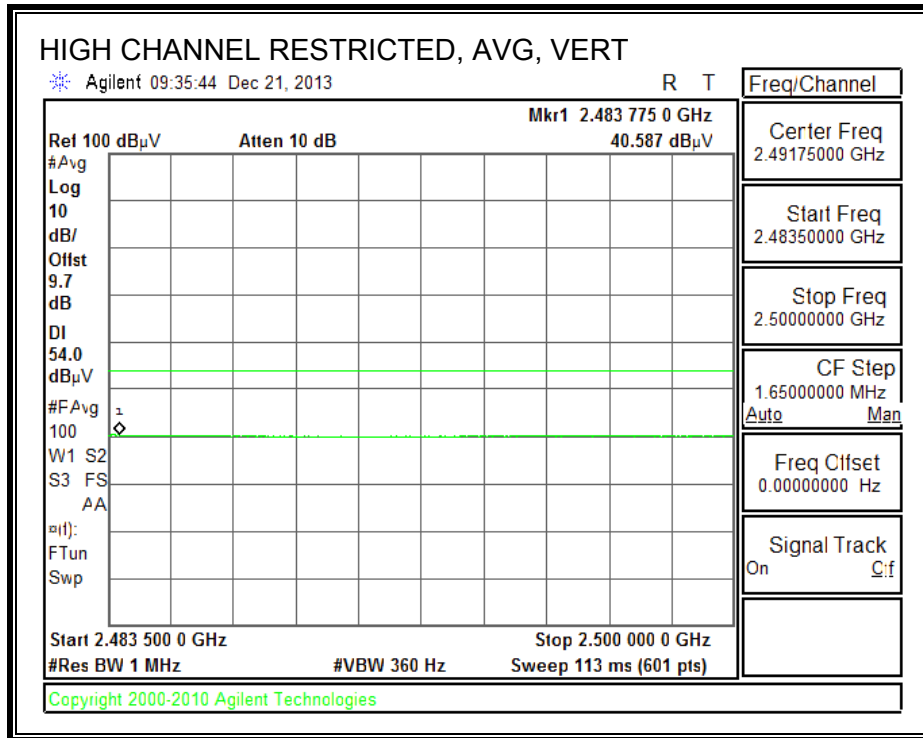 HIGH CHANNEL RESTRICTED, AVG, VERT
Agilent 09:35:44 Dec 21, 2013 R T
Freq/Channel
Mkr1 2.483 775 0 GHz
Ref 100 dBµV Atten 10 dB 40.587 dBµV
#Avg
Log
10
dB/
Offst
9.7
dB
DI
54.0
dBµV
#FAvg
100
W1 S2
S3 FS
AA
¤(f):
FTun
Swp
1
Start 2.483 500 0 GHz Stop 2.500 000 0 GHz
#Res BW 1 MHz #VBW 360 Hz Sweep 113 ms (601 pts)
Center Freq
2.49175000 GHz
Start Freq
2.48350000 GHz
Stop Freq
2.50000000 GHz
CF Step
1.65000000 MHz
Auto Man
Freq Offset
0.00000000 Hz
Signal Track
On Off
Copyright 2000-2010 Agilent Technologies